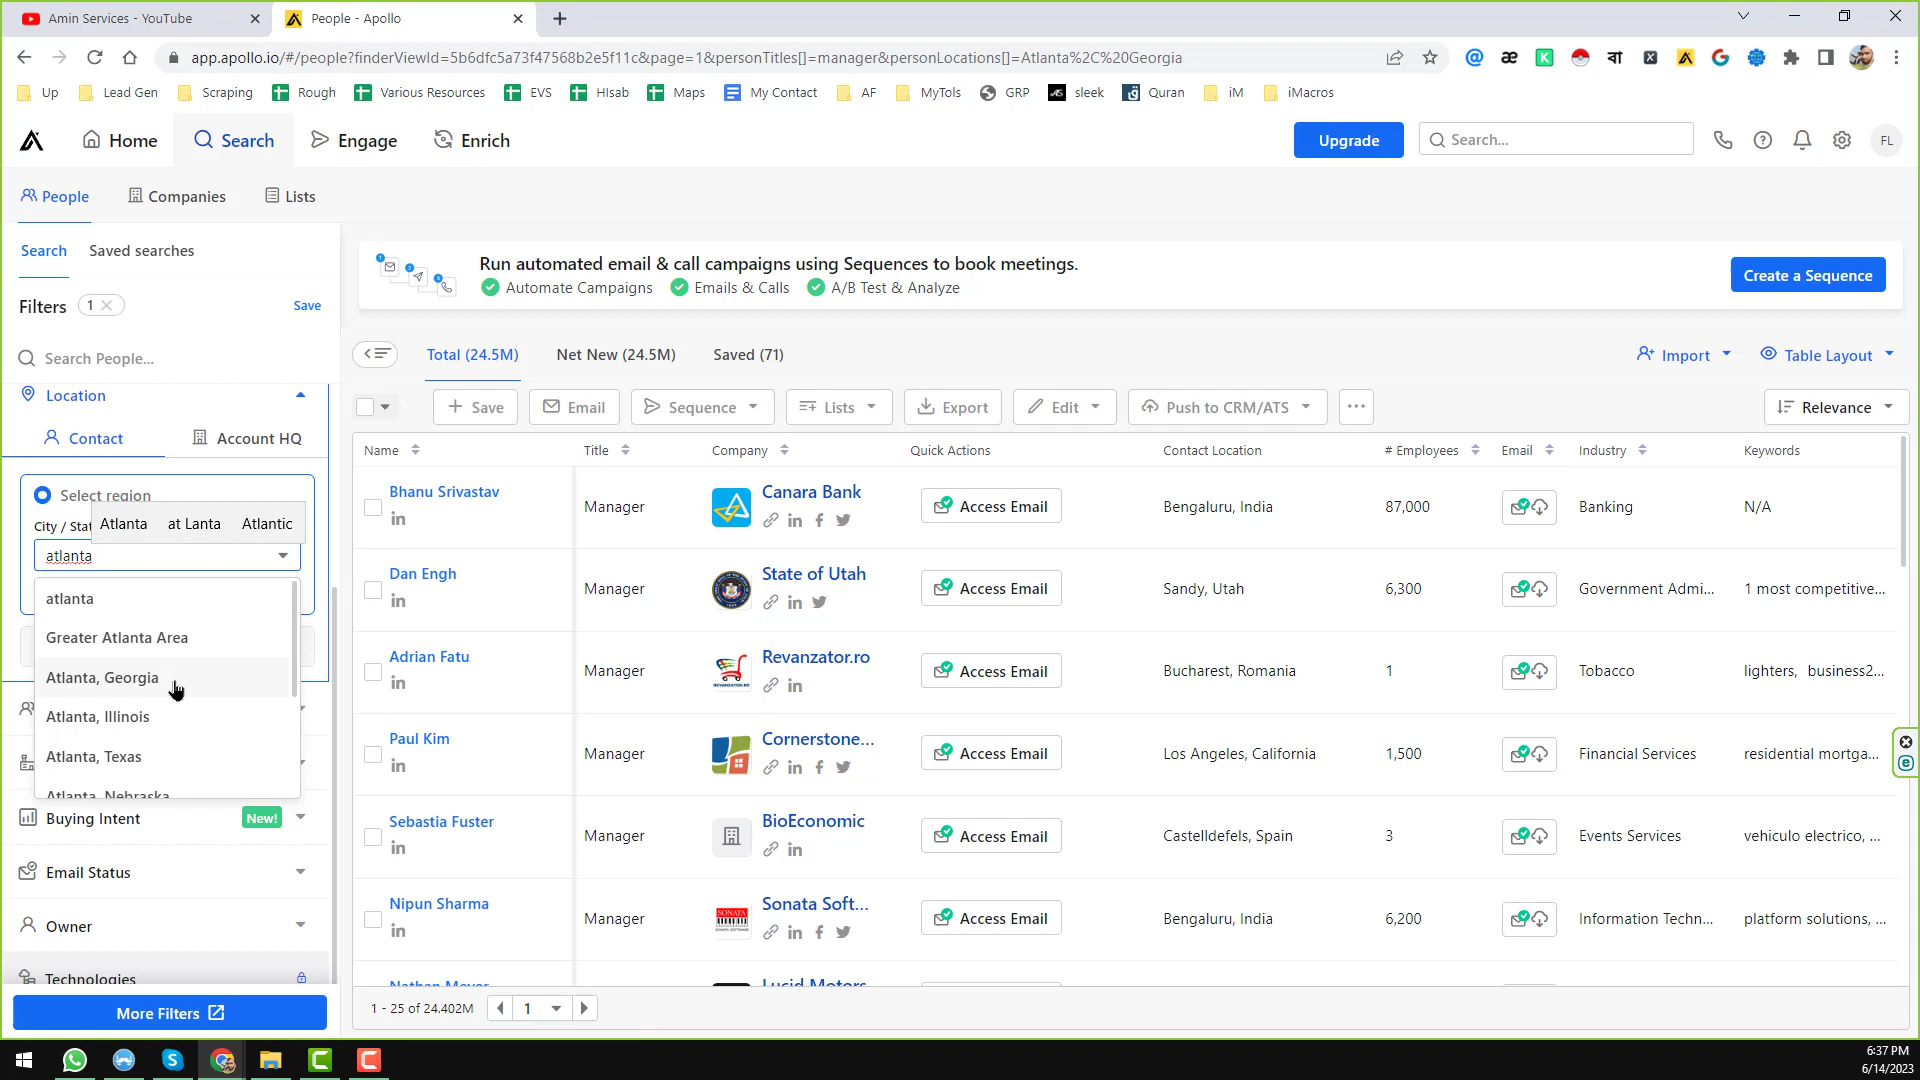 Amin Services - YouTube
People - Apollo
app.apollo.io/#/people?finderViewId=5b6dfc5a73f47568b2e5f11c&page=1&personTitles[]=manager&personLocations[]=Atlanta%2C%20Georgia
Up
Lead Gen
Scraping
Rough
Various Resources
EVS
HIsab
Maps
My Contact
AF
MyTols
GRP
sleek
Quran
iM
iMacros
Home
Search
Engage
Enrich
Upgrade
Search...
FL
People
Companies
Lists
Search
Saved searches
Filters
1
Save
Search People...
Location
Contact
Account HQ
Select region
City / Stat
Atlanta
at Lanta
Atlantic
atlanta
atlanta
Greater Atlanta Area
Atlanta, Georgia
Atlanta, Illinois
Atlanta, Texas
Atlanta, Nebraska
Buying Intent
New!
Email Status
Owner
Technologies
More Filters
Run automated email & call campaigns using Sequences to book meetings.
Automate Campaigns
Emails & Calls
A/B Test & Analyze
Create a Sequence
Total (24.5M)
Net New (24.5M)
Saved (71)
Import
Table Layout
Save
Email
Sequence
Lists
Export
Edit
Push to CRM/ATS
Relevance
Name
Title
Company
Quick Actions
Contact Location
# Employees
Email
Industry
Keywords
Bhanu Srivastav
Manager
Canara Bank
Access Email
Bengaluru, India
87,000
Banking
N/A
Dan Engh
Manager
State of Utah
Access Email
Sandy, Utah
6,300
Government Admi...
1 most competitive...
Adrian Fatu
Manager
Revanzator.ro
Access Email
Bucharest, Romania
1
Tobacco
lighters, business2...
Paul Kim
Manager
Cornerstone...
Access Email
Los Angeles, California
1,500
Financial Services
residential mortga...
Sebastia Fuster
Manager
BioEconomic
Access Email
Castelldefels, Spain
3
Events Services
vehiculo electrico, ...
Nipun Sharma
Manager
Sonata Soft...
Access Email
Bengaluru, India
6,200
Information Techn...
platform solutions, ...
Nathan Meyer
Lucid Motors
1 - 25 of 24.402M
1
6:37 PM
6/14/2023